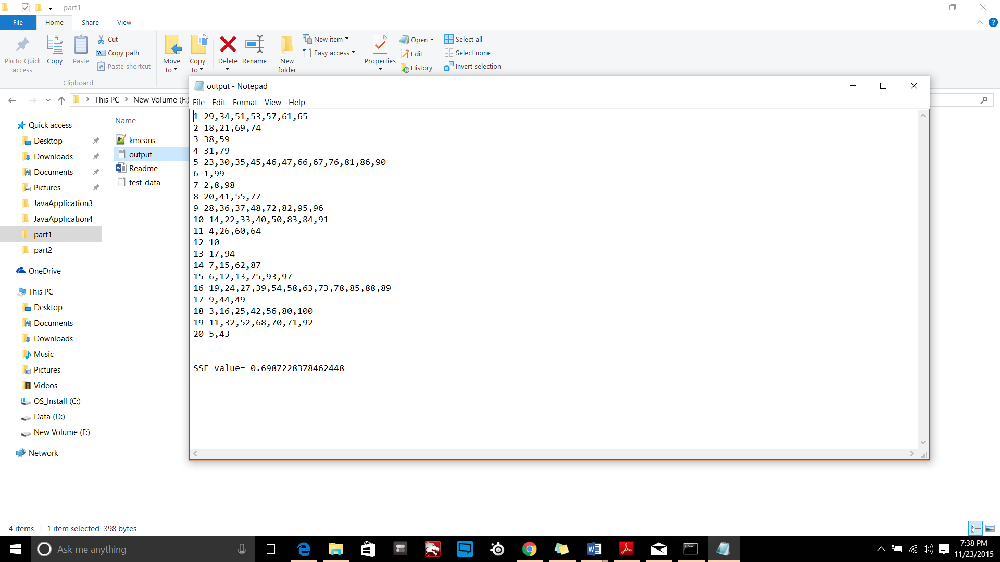 part1
File Home Share View
Pin to Quick access
Copy
Paste
Cut
Copy path
Paste shortcut
Clipboard
Move to
Copy to
Delete
Rename
New folder
New item
Easy access
Properties
Open
Edit
History
Select all
Select none
Invert selection
This PC > New Volume (F:)
Quick access
Desktop
Downloads
Documents
Pictures
JavaApplication3
JavaApplication4
part1
part2
OneDrive
This PC
Desktop
Documents
Downloads
Music
Pictures
Videos
OS_Install (C:)
Data (D:)
New Volume (F:)
Network
Name
kmeans
output
Readme
test_data
output - Notepad
File Edit Format View Help
1 29,34,51,53,57,61,65
2 18,21,69,74
3 38,59
4 31,79
5 23,30,35,45,46,47,66,67,76,81,86,90
6 1,99
7 2,8,98
8 20,41,55,77
9 28,36,37,48,72,82,95,96
10 14,22,33,40,50,83,84,91
11 4,26,60,64
12 10
13 17,94
14 7,15,62,87
15 6,12,13,75,93,97
16 19,24,27,39,54,58,63,73,78,85,88,89
17 9,44,49
18 3,16,25,42,56,80,100
19 11,32,52,68,70,71,92
20 5,43
SSE value= 0.6987228378462448
4 items 1 item selected 398 bytes
Ask me anything
7:38 PM
11/23/2015